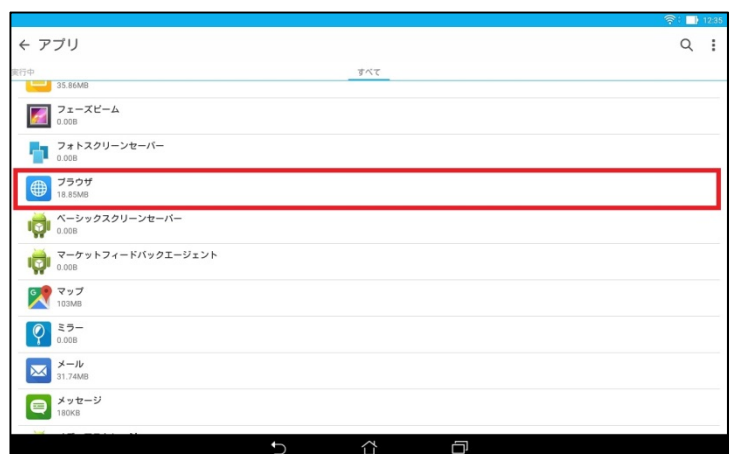 12:35
← アプリ
実行中
すべて
35.86MB
フェーズビーム
0.00B
フォトスクリーンセーバー
0.00B
ブラウザ
18.85MB
ベーシックスクリーンセーバー
0.00B
マーケットフィードバックエージェント
0.00B
マップ
103MB
ミラー
0.00B
メール
31.74MB
メッセージ
180KB